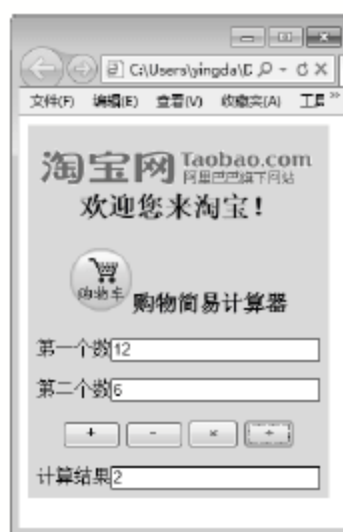 C:\Users\yingda\D
文件(F) 编辑(E) 查看(V) 收藏夹(A) 工具 »
淘宝网 Taobao.com
阿里巴巴旗下网站
欢迎您来淘宝！
购物车 购物简易计算器
第一个数 12
第二个数 6
+ - × ÷
计算结果 2